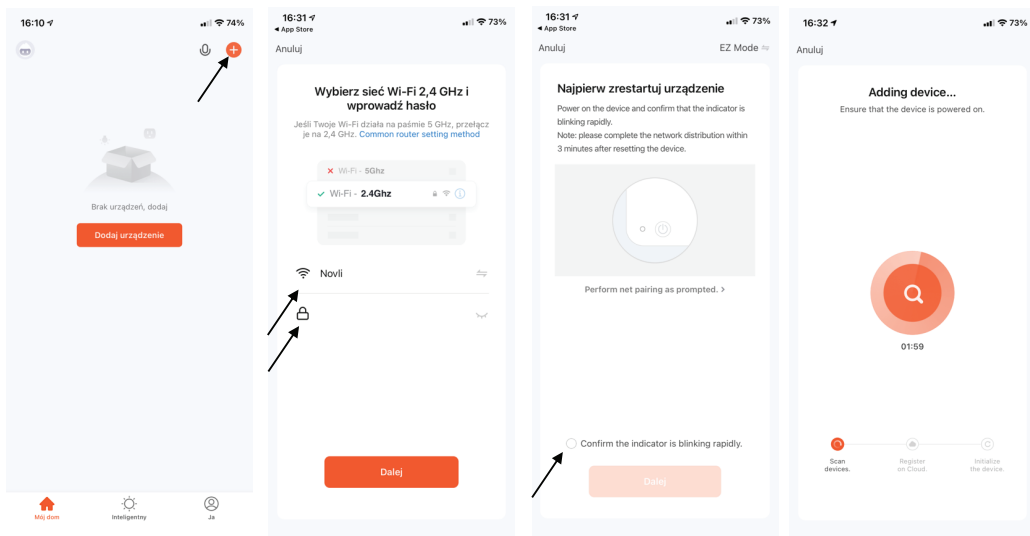 16:10
74%
Brak urządzeń, dodaj
Dodaj urządzenie
Mój dom
Inteligentny
Ja
16:31
73%
◀ App Store
Anuluj
Wybierz sieć Wi-Fi 2,4 GHz i
wprowadź hasło
Jeśli Twoje Wi-Fi działa na paśmie 5 GHz, przełącz
je na 2,4 GHz. Common router setting method
Wi-Fi - 5Ghz
Wi-Fi - 2.4Ghz
Novli
Dalej
16:31
73%
◀ App Store
Anuluj
EZ Mode
Najpierw zrestartuj urządzenie
Power on the device and confirm that the indicator is
blinking rapidly.
Note: please complete the network distribution within
3 minutes after resetting the device.
Perform net pairing as prompted. >
Confirm the indicator is blinking rapidly.
Dalej
16:32
73%
Anuluj
Adding device...
Ensure that the device is powered on.
01:59
Scan
devices.
Register
on Cloud.
Initialize
the device.